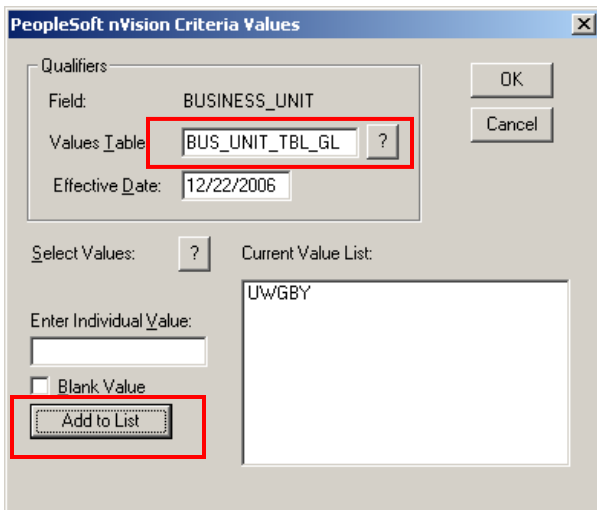 PeopleSoft nVision Criteria Values
Qualifiers
OK
Field: BUSINESS_UNIT
Cancel
Values Table BUS_UNIT_TBL_GL ?
Effective Date: 12/22/2006
Select Values: ? Current Value List:
UWGBY
Enter Individual Value:
Blank Value
Add to List